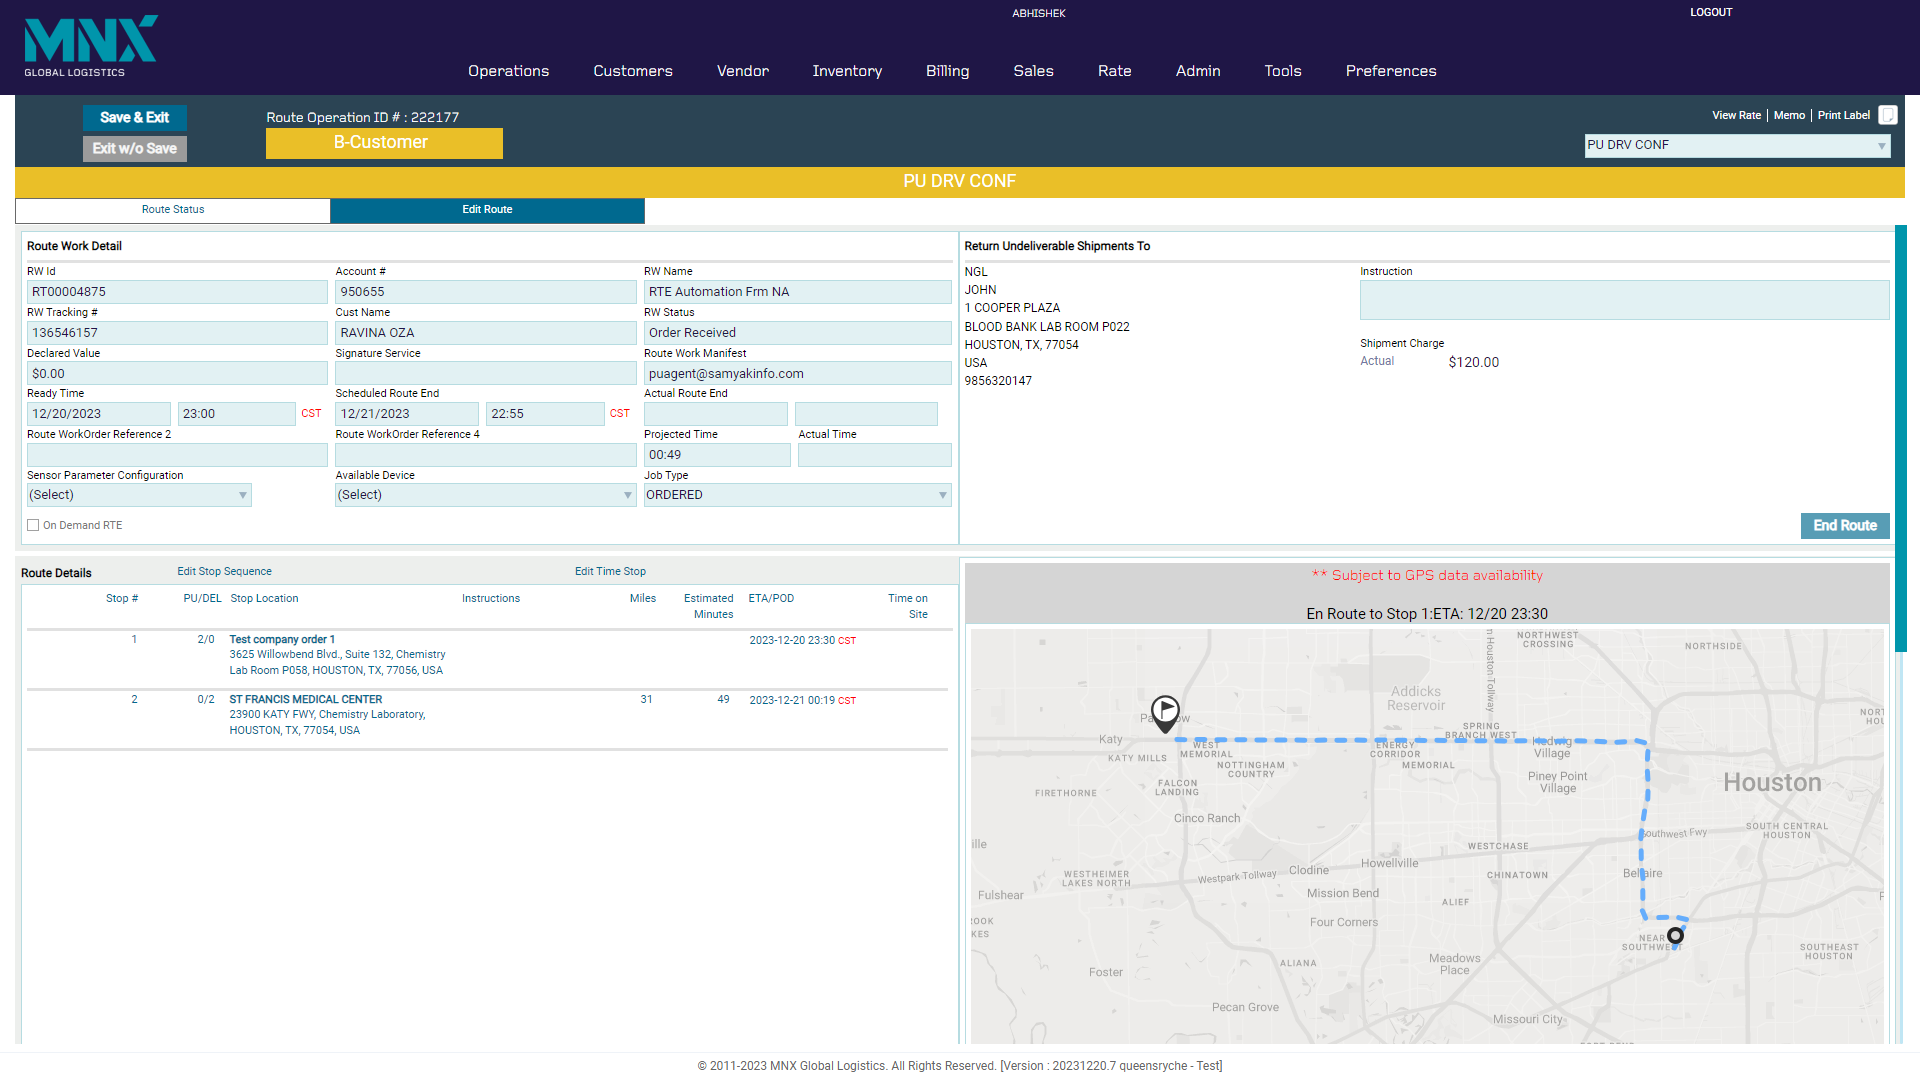 MNX
GLOBAL LOGISTICS
ABHISHEK
LOGOUT
Operations Customers Vendor Inventory Billing Sales Rate Admin Tools Preferences
Save & Exit
Exit w/o Save
Route Operation ID # : 222177
B-Customer
View Rate | Memo | Print Label
PU DRV CONF
PU DRV CONF
Route Status Edit Route
Route Work Detail
RW Id Account # RW Name
RT00004875 950655 RTE Automation Frm NA
RW Tracking # Cust Name RW Status
136546157 RAVINA OZA Order Received
Declared Value Signature Service Route Work Manifest
$0.00 puagent@samyakinfo.com
Ready Time Scheduled Route End Actual Route End
12/20/2023 23:00 CST 12/21/2023 22:55 CST
Route WorkOrder Reference 2 Route WorkOrder Reference 4 Projected Time Actual Time
00:49
Sensor Parameter Configuration Available Device Job Type
(Select) (Select) ORDERED
On Demand RTE
Return Undeliverable Shipments To
NGL
JOHN
1 COOPER PLAZA
BLOOD BANK LAB ROOM P022
HOUSTON, TX, 77054
USA
9856320147
Instruction
Shipment Charge
Actual $120.00
End Route
Route Details Edit Stop Sequence Edit Time Stop
Stop # PU/DEL Stop Location Instructions Miles Estimated Minutes ETA/POD Time on Site
1 2/0 Test company order 1 2023-12-20 23:30 CST
3625 Willowbend Blvd., Suite 132, Chemistry
Lab Room P058, HOUSTON, TX, 77056, USA
2 0/2 ST FRANCIS MEDICAL CENTER 31 49 2023-12-21 00:19 CST
23900 KATY FWY, Chemistry Laboratory,
HOUSTON, TX, 77054, USA
** Subject to GPS data availability
En Route to Stop 1:ETA: 12/20 23:30
NORTHWEST
CROSSING
NORTHSIDE
n Houston Tollway
Addicks
Reservoir
NORT
HOU
SPRING
BRANCH WEST
Katy
KATY MILLS
WEST
MEMORIAL
ENERGY
CORRIDOR
MEMORIAL
Hedwig
Village
NOTTINGHAM
COUNTRY
Piney Point
Village
Houston
FIRETHORNE
FALCON
LANDING
Cinco Ranch
SOUTH CENTRAL
HOUSTON
Southwest Fwy
lle
WESTCHASE
Howellville
Clodine
Westpark Tollway
WESTHEIMER
LAKES NORTH
CHINATOWN
Bellaire
Mission Bend
Fulshear
ALIEF
Four Corners
ROOK
KES
NEAR
SOUTHWEST
SOUTHEAST
HOUSTON
ALIANA
Meadows
Place
Foster
Pecan Grove
Missouri City
© 2011-2023 MNX Global Logistics. All Rights Reserved. [Version : 20231220.7 queensryche - Test]